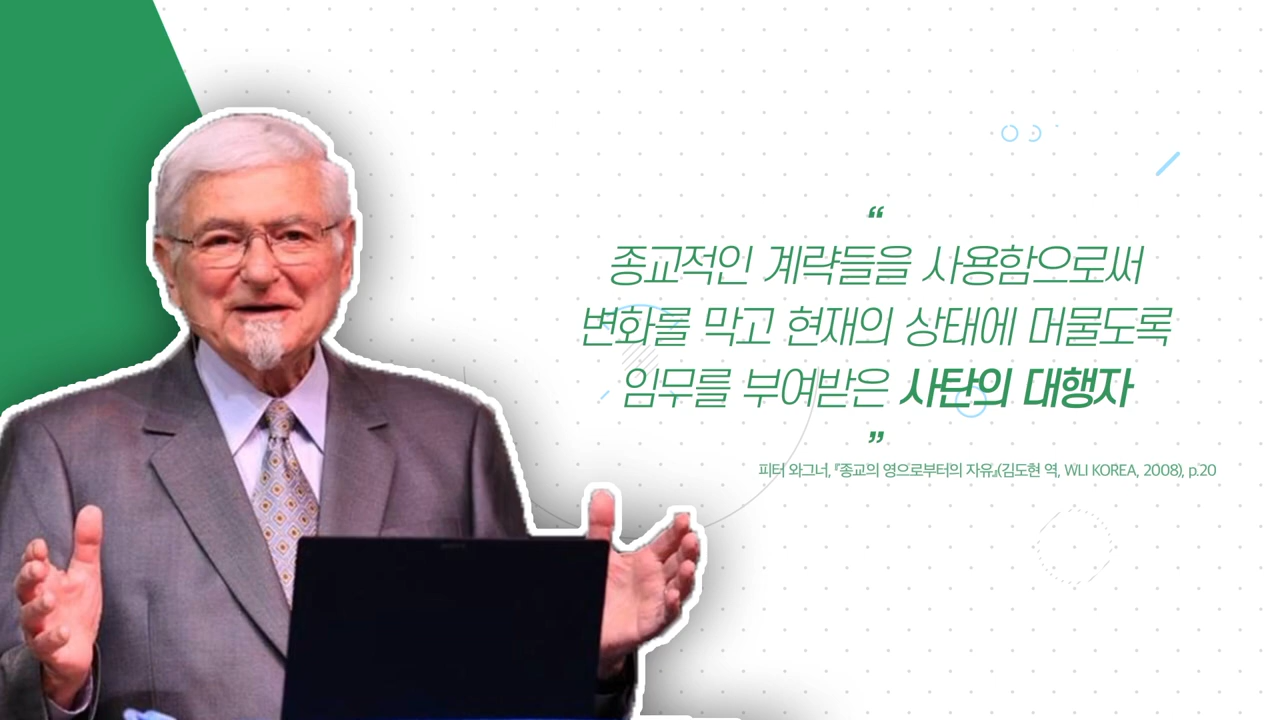 “
종교적인 계략들을 사용함으로써
변화를 막고 현재의 상태에 머물도록
임무를 부여받은 사탄의 대행자
”
피터 와그너, 『종교의 영으로부터의 자유』(김도현 역, WLI KOREA, 2008), p.20